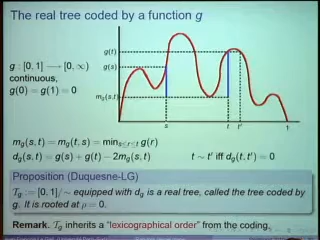 The real tree coded by a function g
g : [0, 1] ⟶ [0, ∞)
continuous,
g(0) = g(1) = 0
g(t)
g(s)
m_g(s,t)
s
t
t'
1
m_g(s, t) = m_g(t, s) = min_{s≤r≤t} g(r)
d_g(s, t) = g(s) + g(t) − 2m_g(s, t) t ∼ t' iff d_g(t, t') = 0
Proposition (Duquesne-LG)
T_g := [0, 1]/∼ equipped with d_g is a real tree, called the tree coded by
g. It is rooted at ρ = 0.
Remark. T_g inherits a "lexicographical order" from the coding.